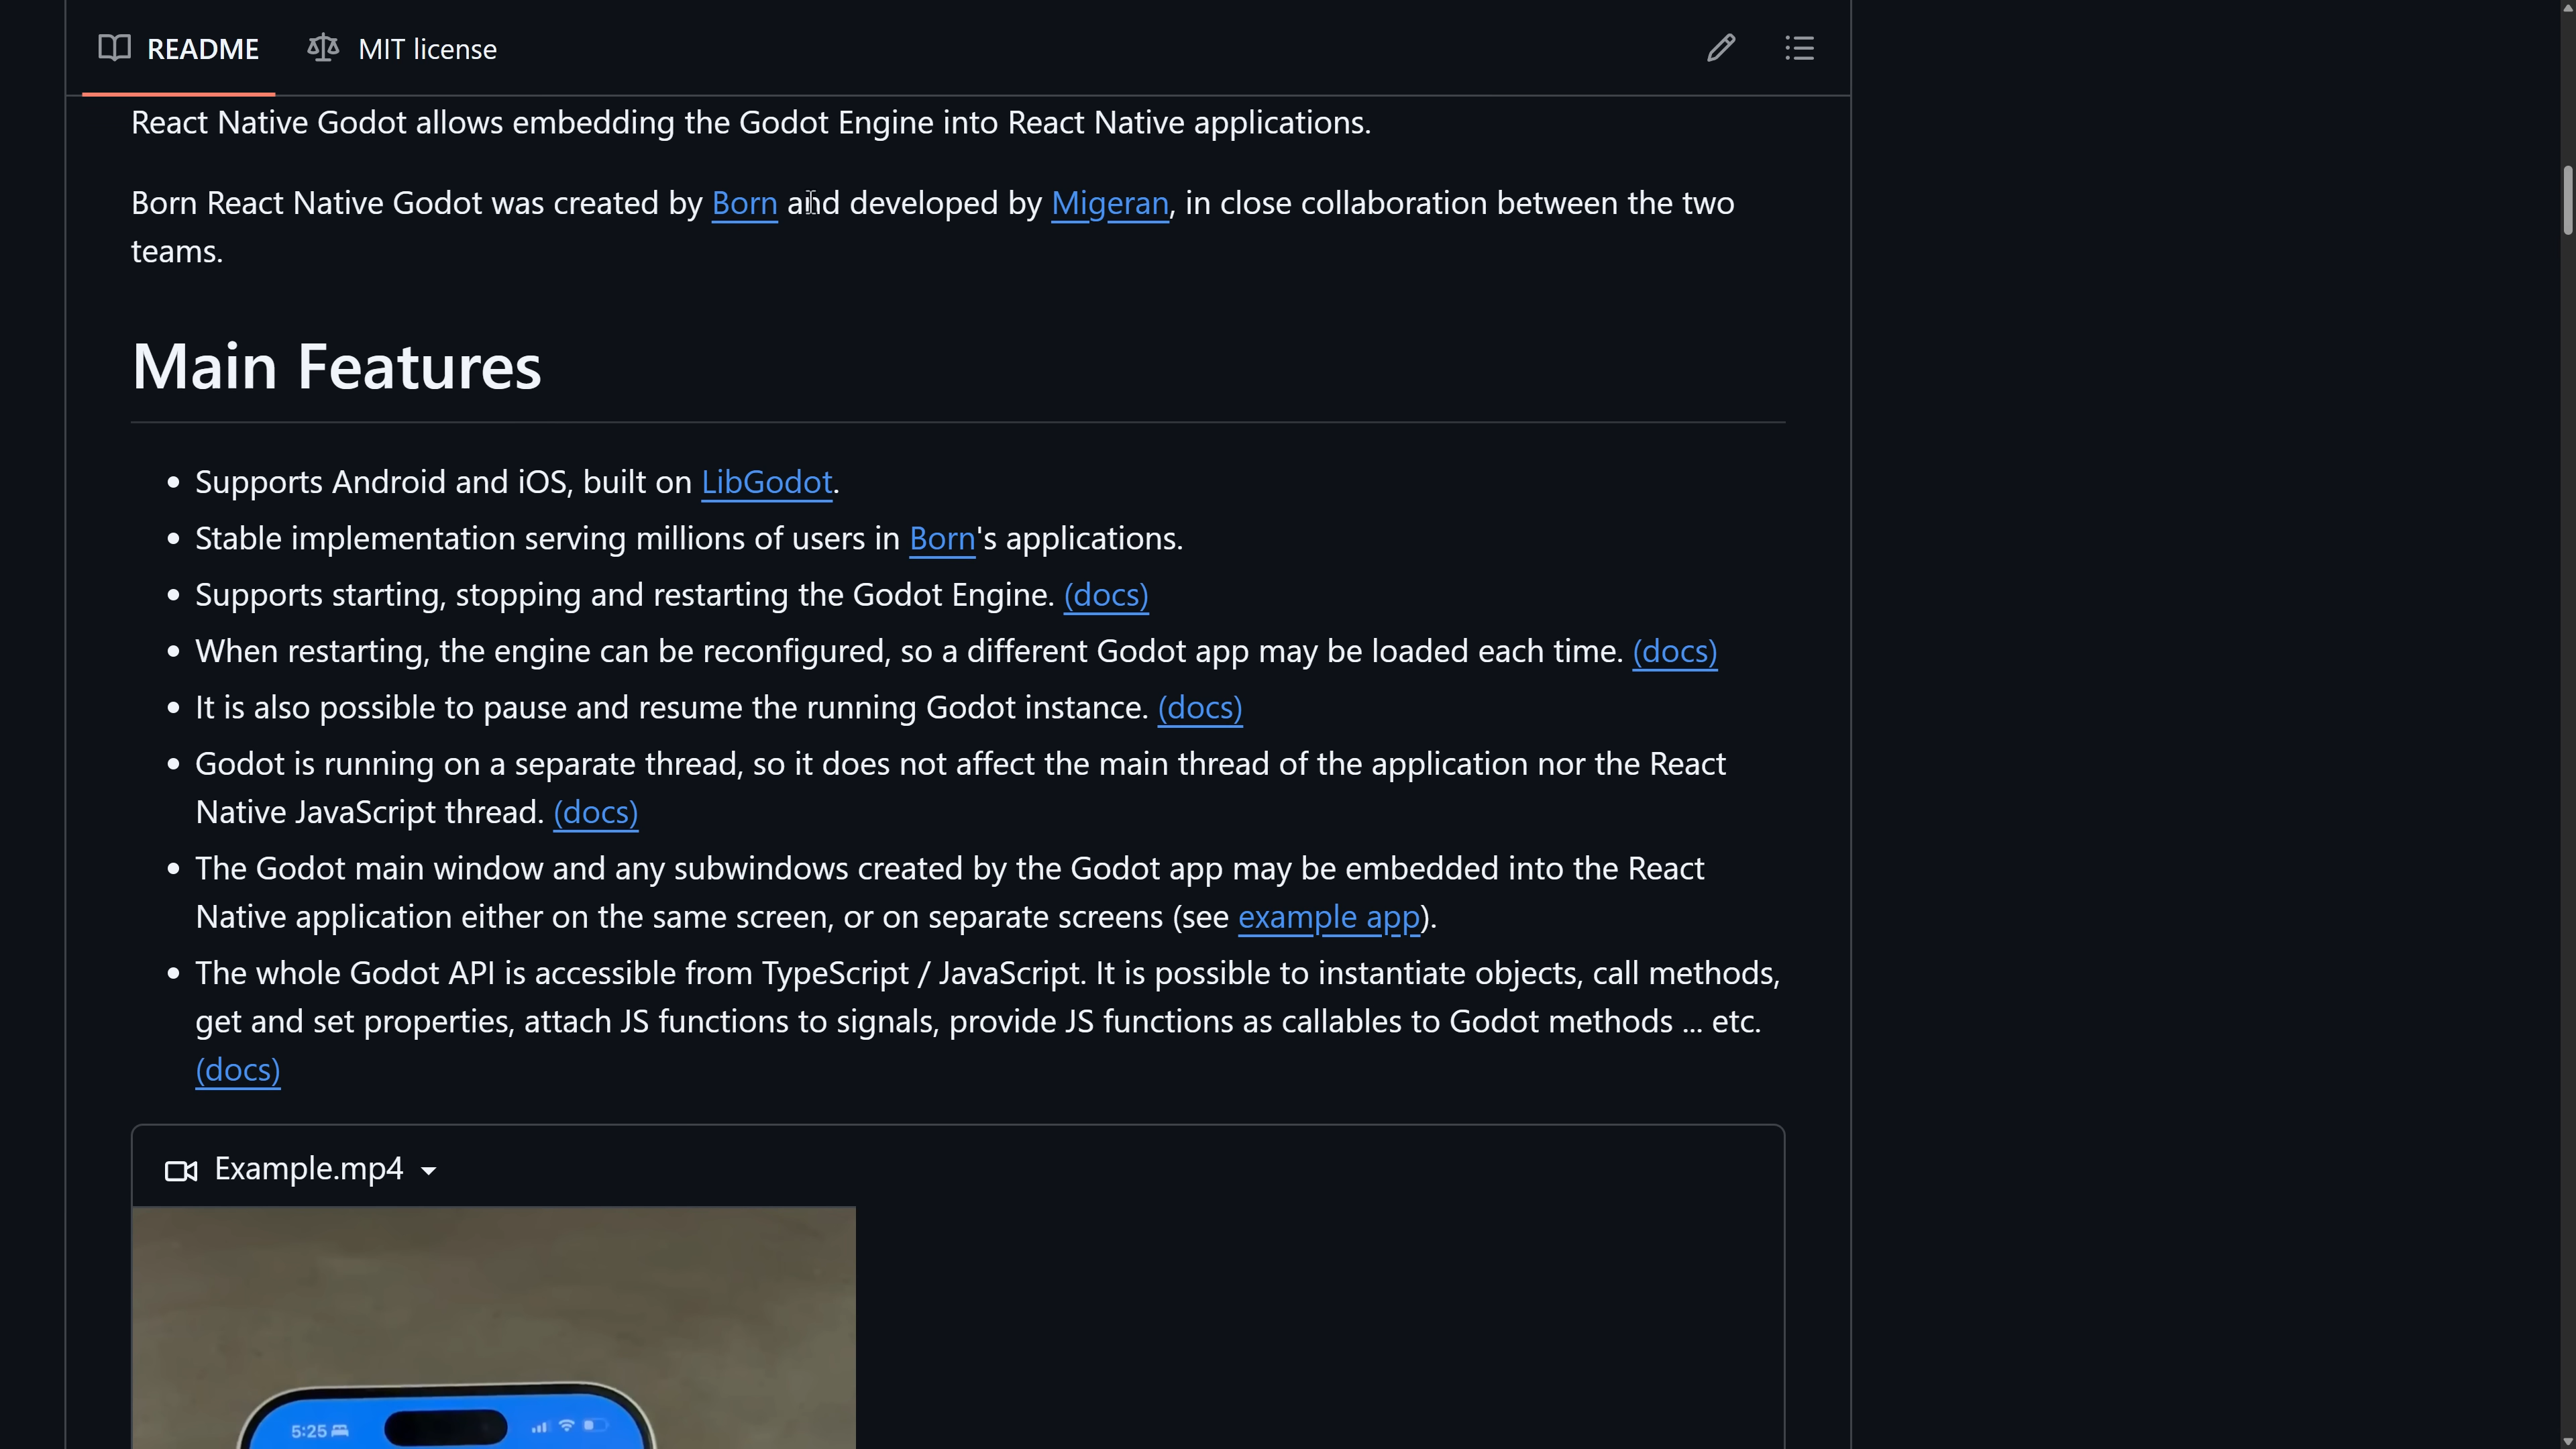 README MIT license
React Native Godot allows embedding the Godot Engine into React Native applications.
Born React Native Godot was created by Born and developed by Migeran, in close collaboration between the two
teams.
Main Features
• Supports Android and iOS, built on LibGodot.
• Stable implementation serving millions of users in Born's applications.
• Supports starting, stopping and restarting the Godot Engine. (docs)
• When restarting, the engine can be reconfigured, so a different Godot app may be loaded each time. (docs)
• It is also possible to pause and resume the running Godot instance. (docs)
• Godot is running on a separate thread, so it does not affect the main thread of the application nor the React
Native JavaScript thread. (docs)
• The Godot main window and any subwindows created by the Godot app may be embedded into the React
Native application either on the same screen, or on separate screens (see example app).
• The whole Godot API is accessible from TypeScript / JavaScript. It is possible to instantiate objects, call methods,
get and set properties, attach JS functions to signals, provide JS functions as callables to Godot methods ... etc.
(docs)
Example.mp4
5:25